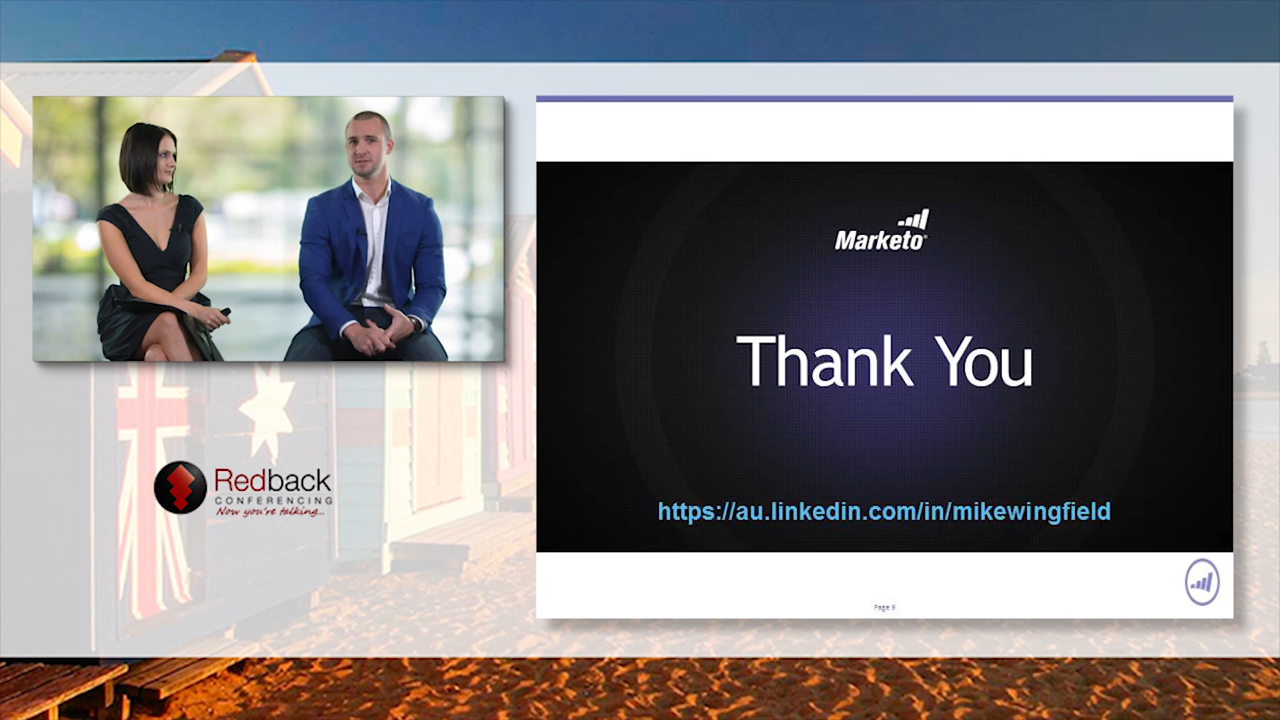 Redback
CONFERENCING
Now you're talking...
Marketo
Thank You
https://au.linkedin.com/in/mikewingfield
Page 9